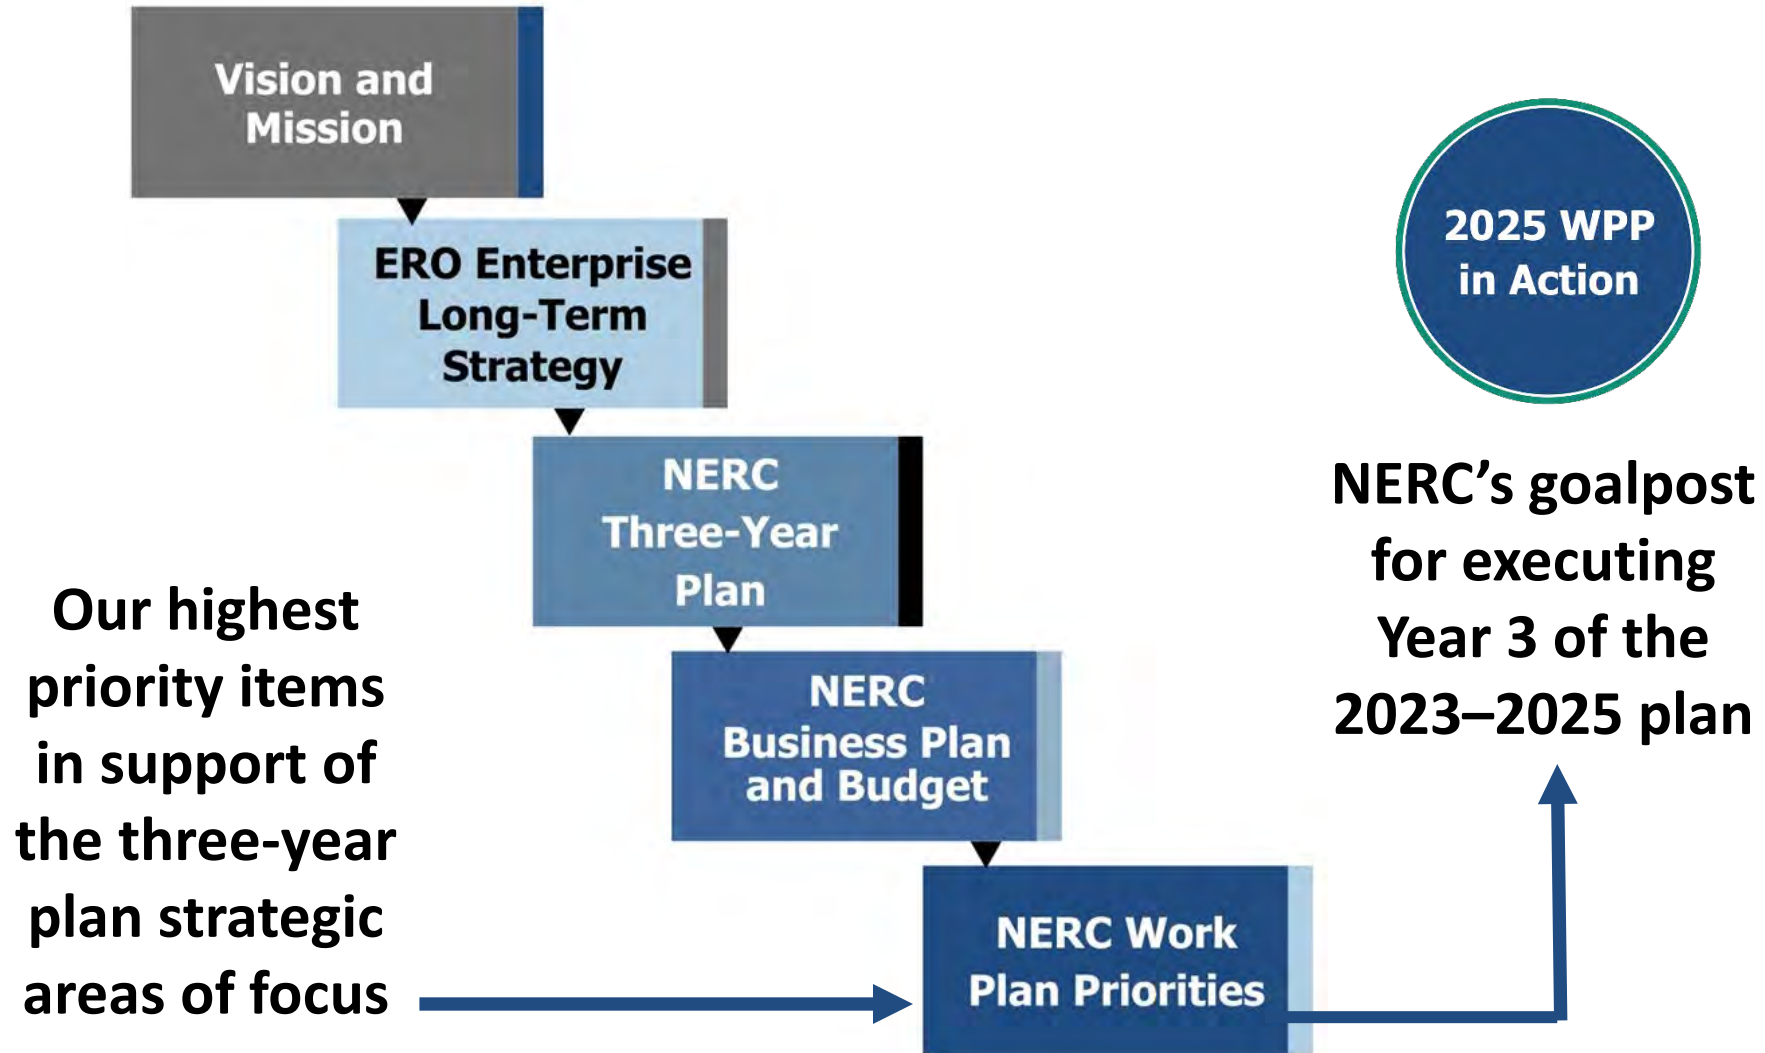 Vision and
Mission
ERO Enterprise
Long-Term
Strategy
NERC
Three-Year
Plan
NERC
Business Plan
and Budget
NERC Work
Plan Priorities
Our highest
priority items
in support of
the three-year
plan strategic
areas of focus
2025 WPP
in Action
NERC’s goalpost
for executing
Year 3 of the
2023–2025 plan